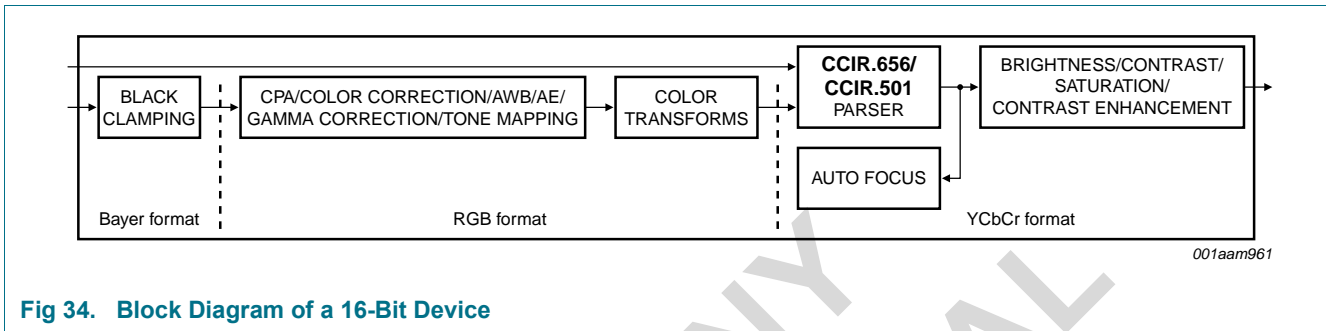 BLACK
CLAMPING
CPA/COLOR CORRECTION/AWB/AE/
GAMMA CORRECTION/TONE MAPPING
COLOR
TRANSFORMS
CCIR.656/
CCIR.501
PARSER
BRIGHTNESS/CONTRAST/
SATURATION/
CONTRAST ENHANCEMENT
AUTO FOCUS
Bayer format
RGB format
YCbCr format
001aam961
Fig 34. Block Diagram of a 16-Bit Device